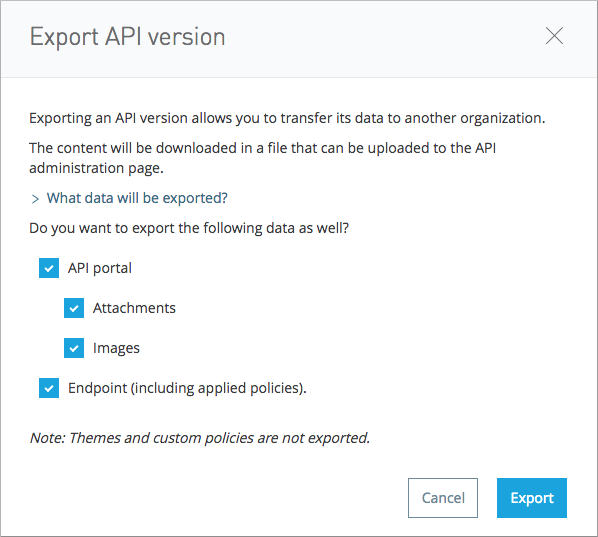 Export API version
Exporting an API version allows you to transfer its data to another organization.
The content will be downloaded in a file that can be uploaded to the API
administration page.
> What data will be exported?
Do you want to export the following data as well?
API portal
Attachments
Images
Endpoint (including applied policies).
Note: Themes and custom policies are not exported.
Cancel Export